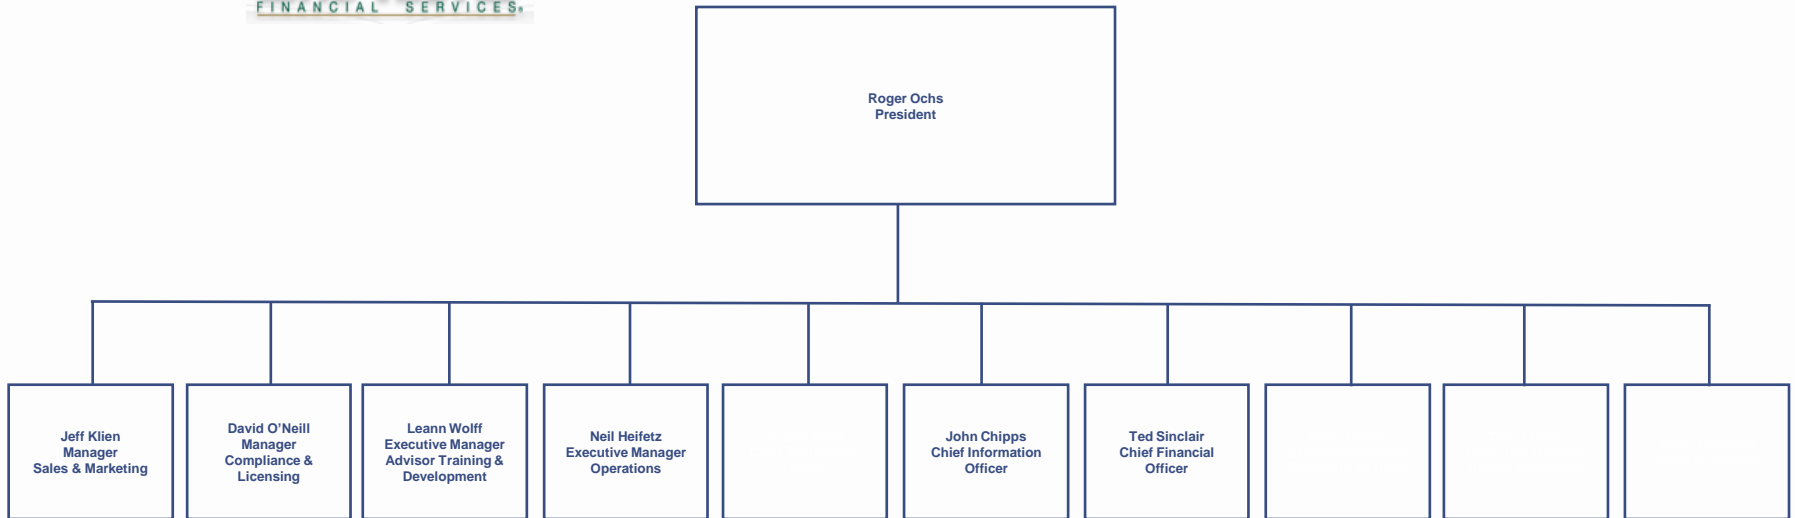 FINANCIAL SERVICES®
Roger Ochs
President
Jeff Klien
Manager
Sales & Marketing
David O’Neill
Manager
Compliance &
Licensing
Leann Wolff
Executive Manager
Advisor Training &
Development
Neil Heifetz
Executive Manager
Operations
John Chipps
Chief Information
Officer
Ted Sinclair
Chief Financial
Officer